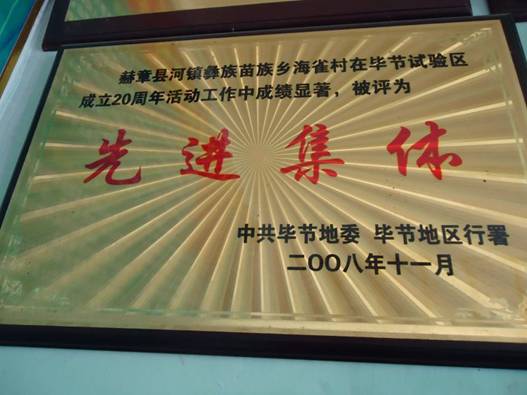 赫章县河镇彝族苗族乡海雀村在毕节试验区
成立20周年活动工作中成绩显著，被评为
先进集体
中共毕节地委 毕节地区行署
二OO八年十一月